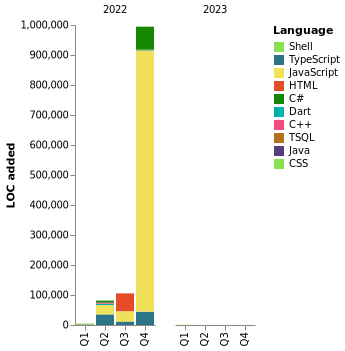 2022
2023
LOC added
1,000,000
900,000
800,000
700,000
600,000
500,000
400,000
300,000
200,000
100,000
0
Q1
Q2
Q3
Q4
Q1
Q2
Q3
Q4
Language
Shell
TypeScript
JavaScript
HTML
C#
Dart
C++
TSQL
Java
CSS